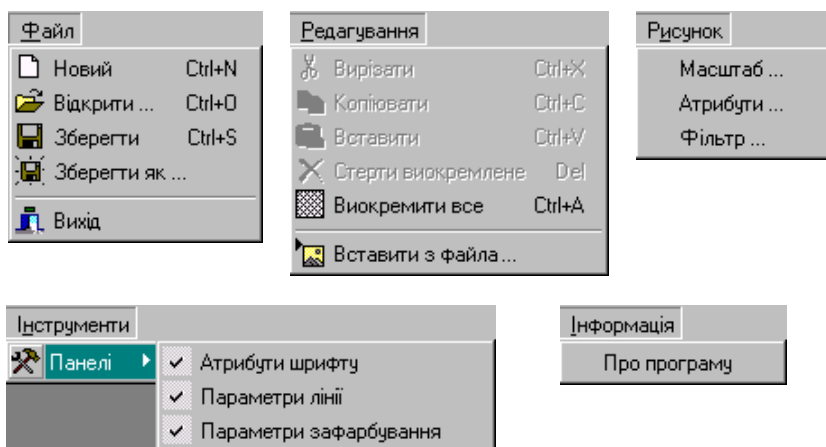 Файл
Новий Ctrl+N
Відкрити ... Ctrl+O
Зберегти Ctrl+S
Зберегти як ...
Вихід
Редагування
Вирізати Ctrl+X
Копіювати Ctrl+C
Вставити Ctrl+V
Стерти виокремлене Del
Виокремити все Ctrl+A
Вставити з файла ...
Рисунок
Масштаб ...
Атрибути ...
Фільтр ...
Інструменти
Панелі
Атрибути шрифту
Параметри лінії
Параметри зафарбування
Інформація
Про програму